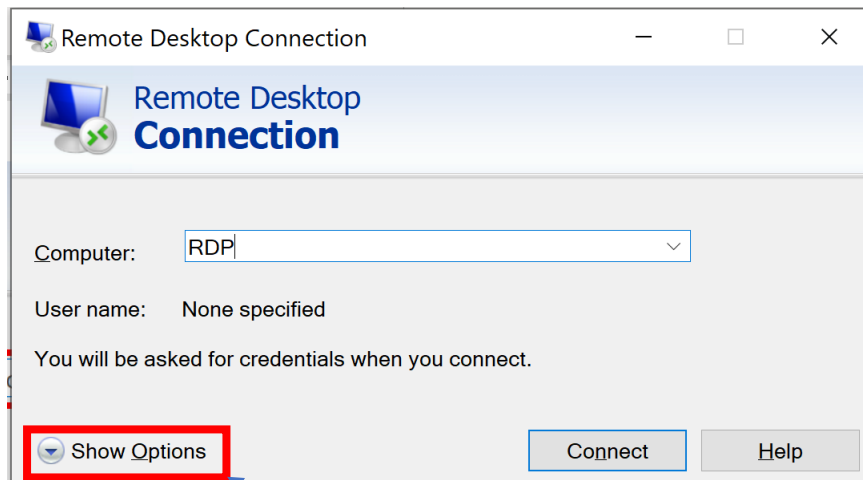 Remote Desktop Connection
Remote Desktop
Connection
Computer: RDP
User name: None specified
You will be asked for credentials when you connect.
Show Options Connect Help